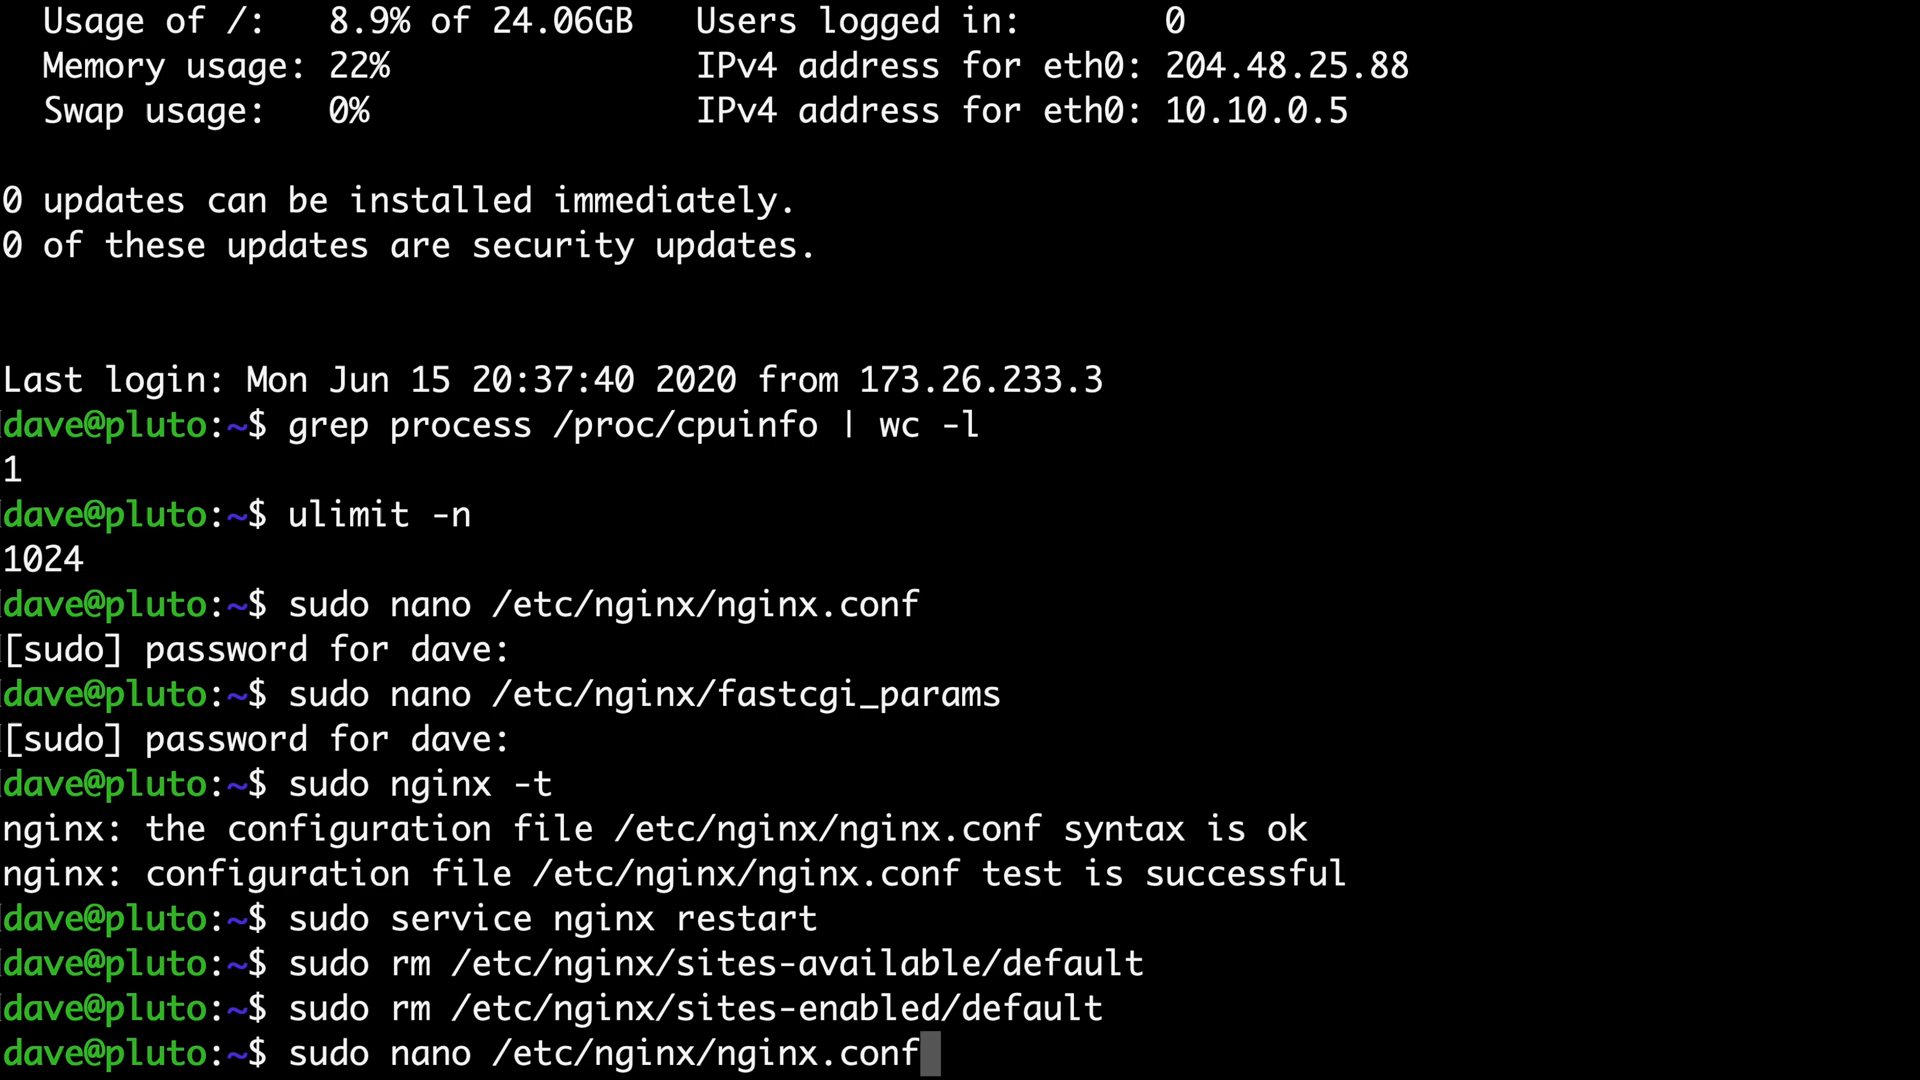 Usage of /:   8.9% of 24.06GB   Users logged in:       0
Memory usage: 22%               IPv4 address for eth0: 204.48.25.88
Swap usage:   0%                IPv4 address for eth0: 10.10.0.5
0 updates can be installed immediately.
0 of these updates are security updates.
Last login: Mon Jun 15 20:37:40 2020 from 173.26.233.3
dave@pluto:~$ grep process /proc/cpuinfo | wc -l
1
dave@pluto:~$ ulimit -n
1024
dave@pluto:~$ sudo nano /etc/nginx/nginx.conf
[sudo] password for dave:
dave@pluto:~$ sudo nano /etc/nginx/fastcgi_params
[sudo] password for dave:
dave@pluto:~$ sudo nginx -t
nginx: the configuration file /etc/nginx/nginx.conf syntax is ok
nginx: configuration file /etc/nginx/nginx.conf test is successful
dave@pluto:~$ sudo service nginx restart
dave@pluto:~$ sudo rm /etc/nginx/sites-available/default
dave@pluto:~$ sudo rm /etc/nginx/sites-enabled/default
dave@pluto:~$ sudo nano /etc/nginx/nginx.conf